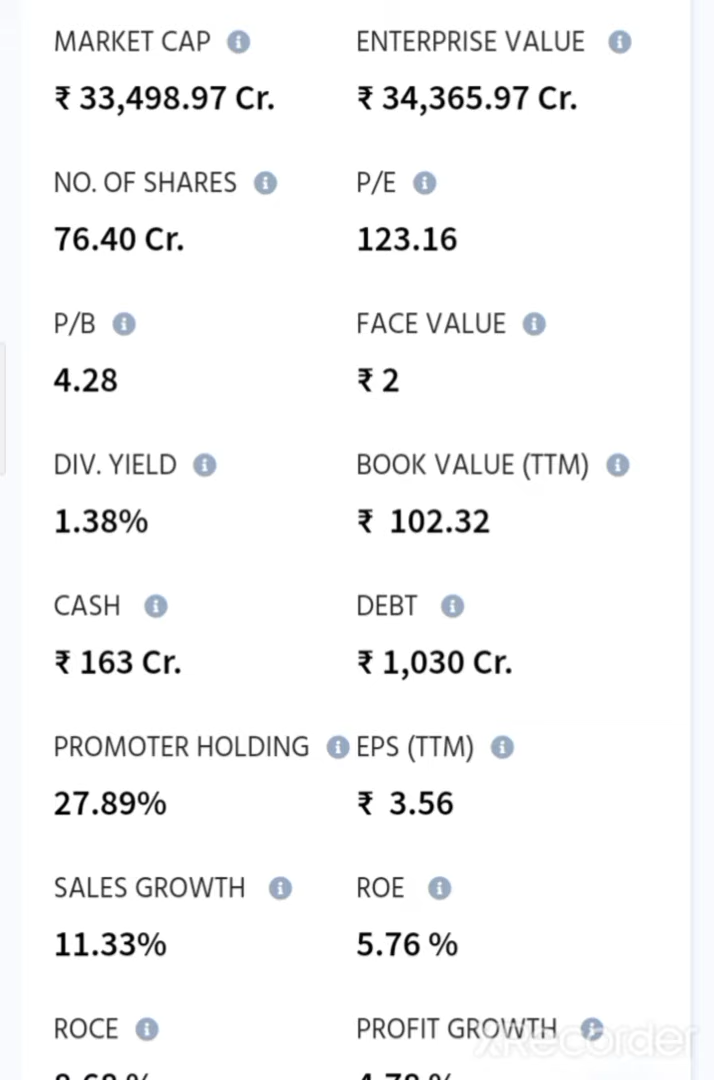 MARKET CAP ENTERPRISE VALUE
₹ 33,498.97 Cr. ₹ 34,365.97 Cr.
NO. OF SHARES P/E
76.40 Cr. 123.16
P/B FACE VALUE
4.28 ₹ 2
DIV. YIELD BOOK VALUE (TTM)
1.38% ₹ 102.32
CASH DEBT
₹ 163 Cr. ₹ 1,030 Cr.
PROMOTER HOLDING EPS (TTM)
27.89% ₹ 3.56
SALES GROWTH ROE
11.33% 5.76 %
ROCE PROFIT GROWTH
XRecorder